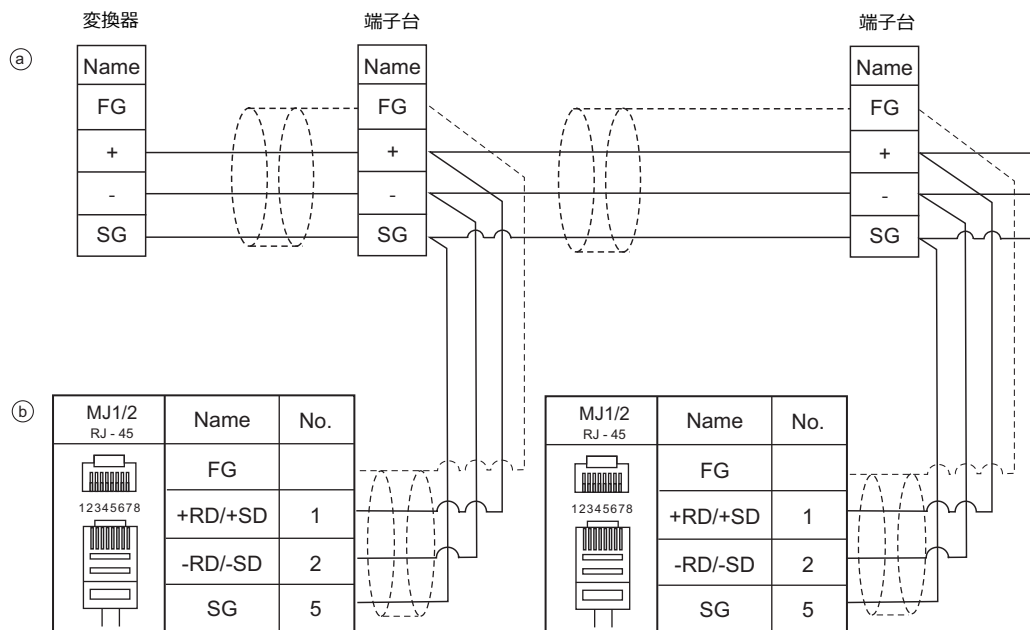 変換器 端子台 端子台
ⓐ
Name Name Name
FG FG FG
+ + +
- - -
SG SG SG
ⓑ
MJ1/2 Name No. MJ1/2 Name No.
RJ - 45 RJ - 45
FG FG
12345678 12345678
+RD/+SD 1 +RD/+SD 1
-RD/-SD 2 -RD/-SD 2
SG 5 SG 5